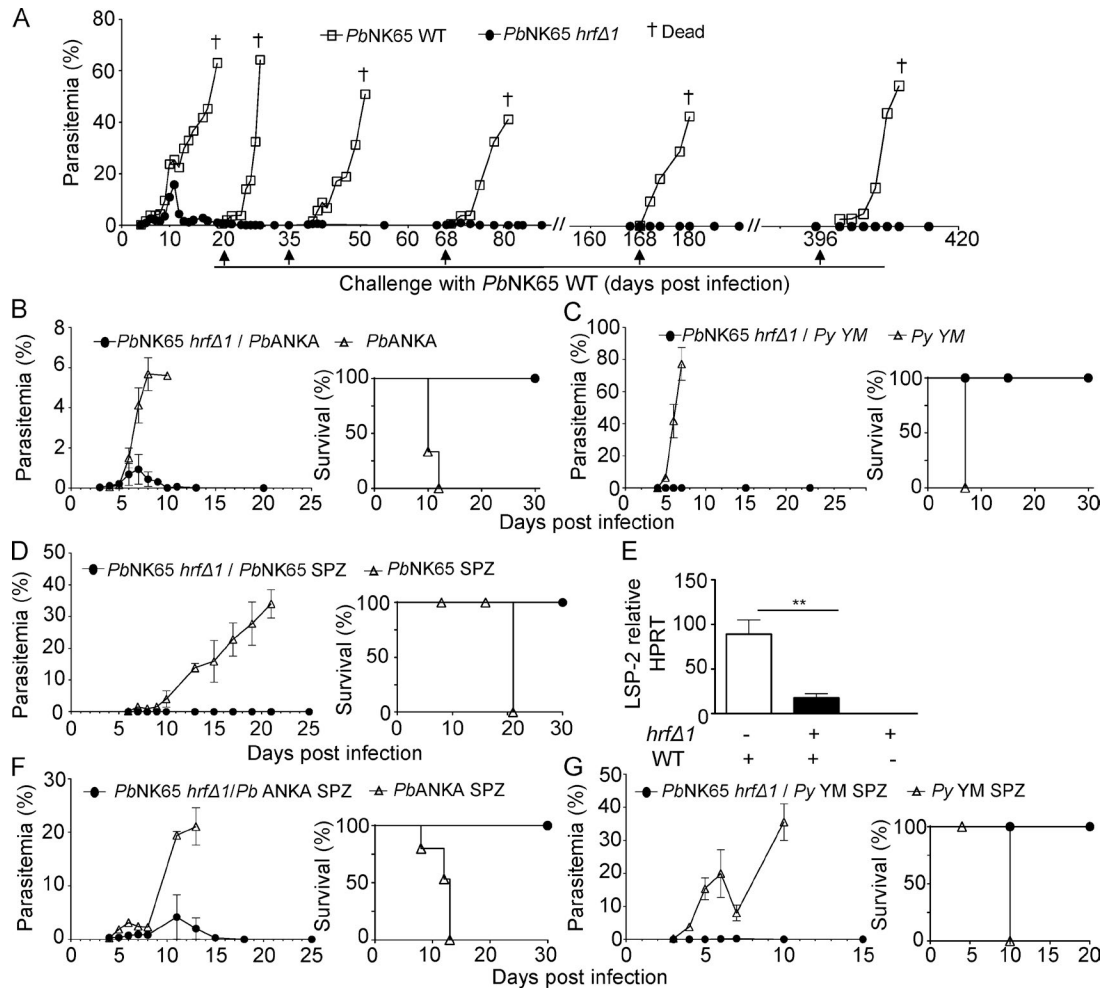 A
Parasitemia (%)
80
60
40
20
0
PbNK65 WT
PbNK65 hrfΔ1
† Dead
† † † † † †
0 10 20 35 50 60 68 80 // 160 168 180 // 396 420
Challenge with PbNK65 WT (days post infection)
B
Parasitemia (%)
8
6
4
2
0
PbNK65 hrfΔ1 / PbANKA
PbANKA
0 5 10 15 20 25
Survival (%)
100
50
0
0 10 20 30
C
Parasitemia (%)
100
80
60
40
20
0
PbNK65 hrfΔ1 / Py YM
Py YM
0 5 10 15 20 25 30
Survival (%)
100
50
0
0 10 20 30
Days post infection
D
Parasitemia (%)
50
40
30
20
10
0
PbNK65 hrfΔ1 / PbNK65 SPZ
PbNK65 SPZ
0 5 10 15 20 25
Survival (%)
100
50
0
0 10 20 30
Days post infection
E
LSP-2 relative
HPRT
150
100
50
0
**
hrfΔ1 - + +
WT + + -
F
Parasitemia (%)
30
20
10
0
PbNK65 hrfΔ1/Pb ANKA SPZ
PbANKA SPZ
0 5 10 15 20 25
Survival (%)
100
50
0
0 10 20 30
G
Parasitemia (%)
50
40
30
20
10
0
PbNK65 hrfΔ1 / Py YM SPZ
Py YM SPZ
0 5 10 15
Survival (%)
100
50
0
0 5 10 15 20
Days post infection